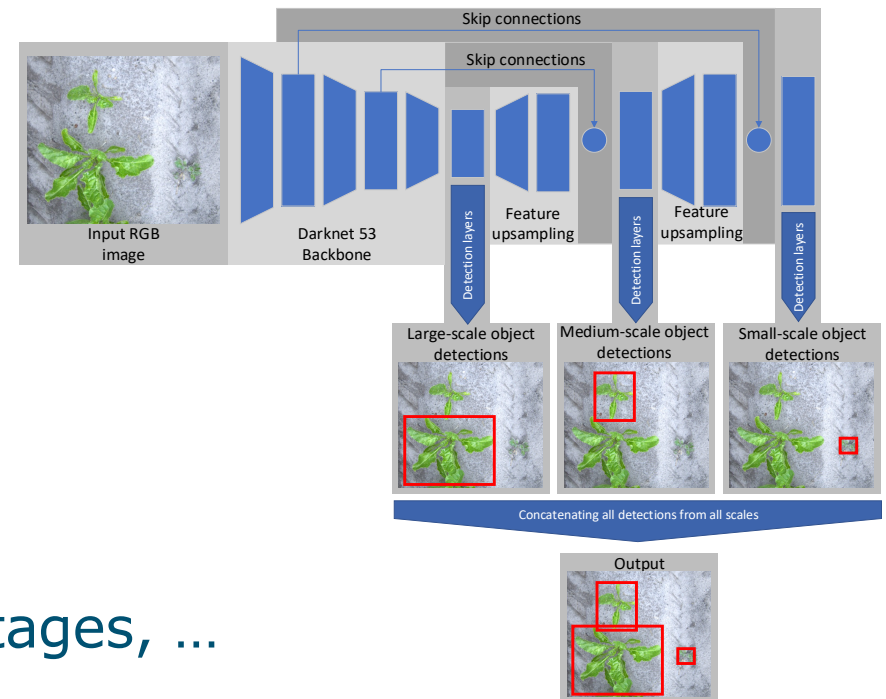 Skip connections
Skip connections
Input RGB
image
Darknet 53
Backbone
Detection layers
Feature
upsampling
Detection layers
Feature
upsampling
Detection layers
Large-scale object
detections
Medium-scale object
detections
Small-scale object
detections
Concatenating all detections from all scales
Output
tages, ...